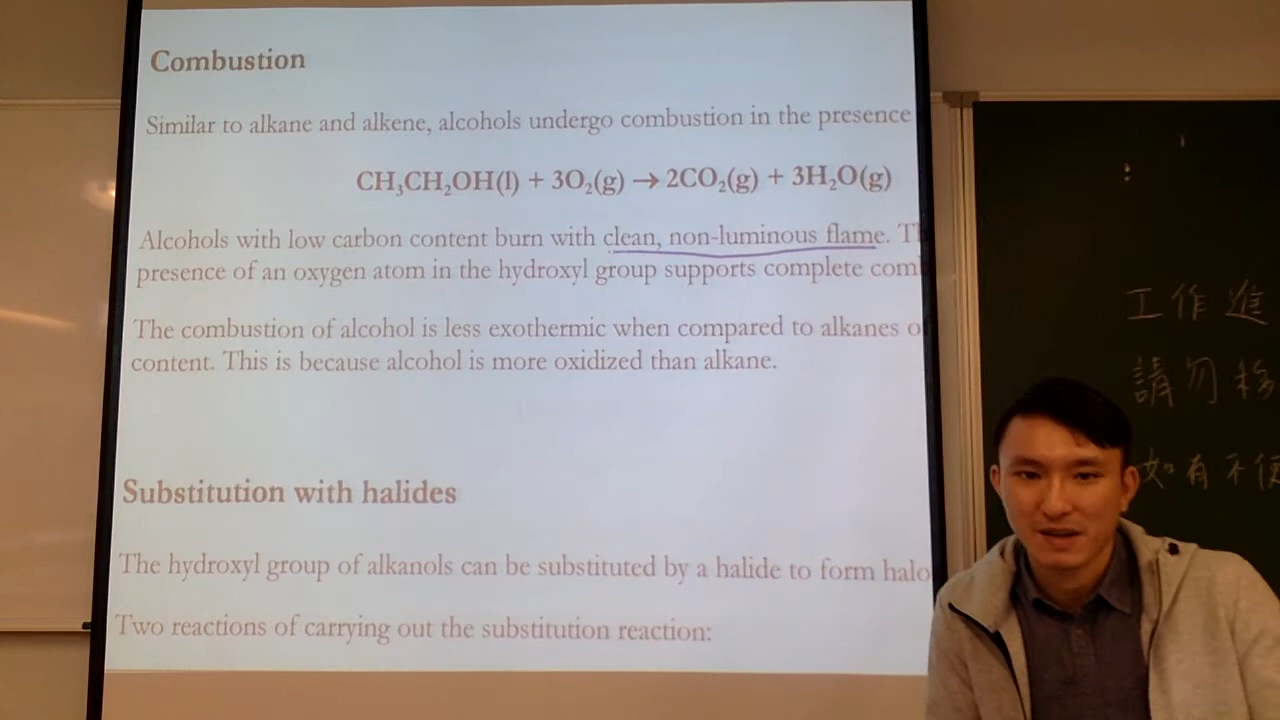 Combustion
Similar to alkane and alkene, alcohols undergo combustion in the presence
CH₃CH₂OH(l) + 3O₂(g) → 2CO₂(g) + 3H₂O(g)
Alcohols with low carbon content burn with clean, non-luminous flame.
presence of an oxygen atom in the hydroxyl group supports complete
The combustion of alcohol is less exothermic when compared to alkanes
content. This is because alcohol is more oxidized than alkane.
Substitution with halides
The hydroxyl group of alkanols can be substituted by a halide to form halo
Two reactions of carrying out the substitution reaction:
工作進
請勿移
如有不便